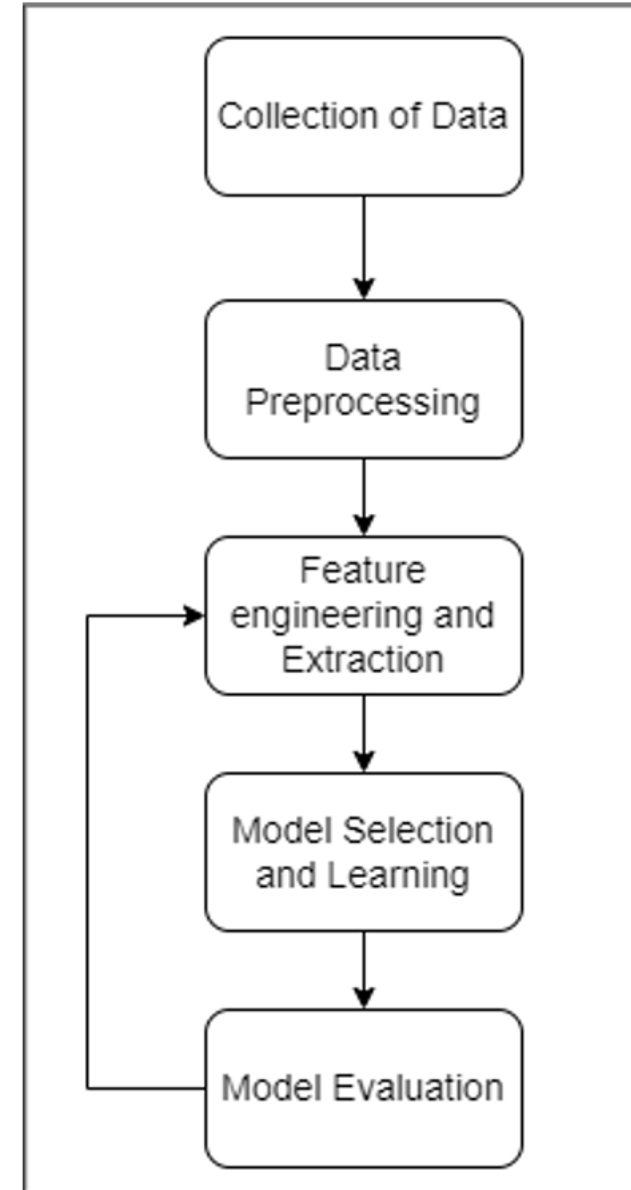 Collection of Data
Data
Preprocessing
Feature
engineering and
Extraction
Model Selection
and Learning
Model Evaluation